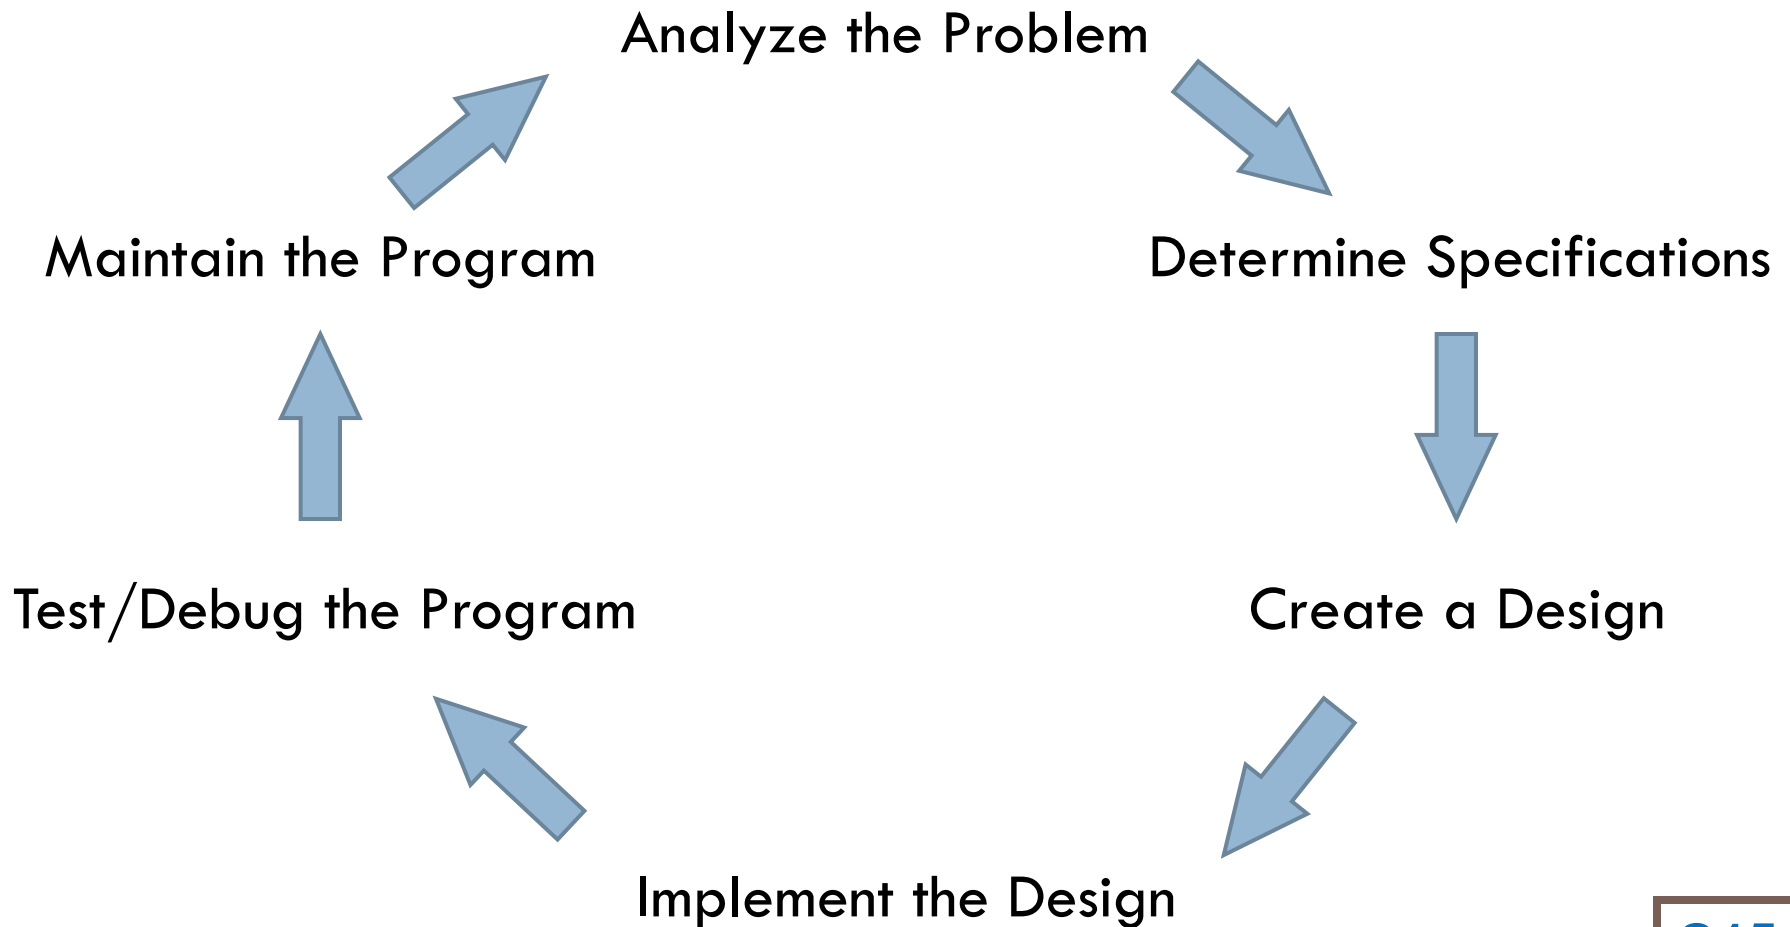 Analyze the Problem
Determine Specifications
Create a Design
Implement the Design
Test/Debug the Program
Maintain the Program